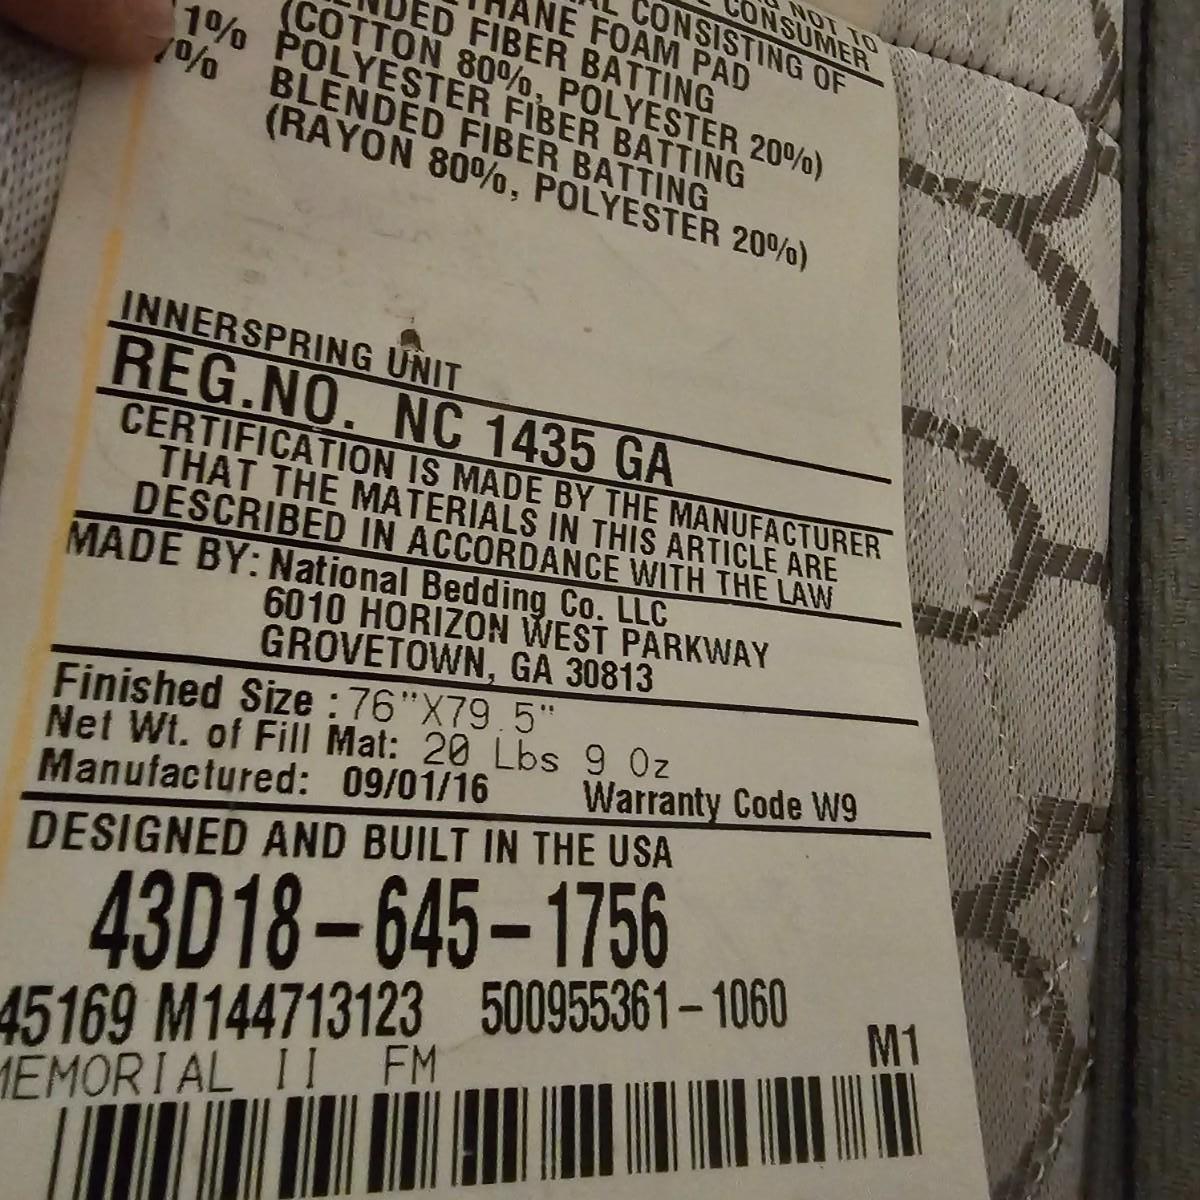 NOT TO
CONSUMER
CONSISTING OF
FOAM PAD
FIBER BATTING
1% (COTTON 80%, POLYESTER 20%)
% POLYESTER FIBER BATTING
BLENDED FIBER BATTING
(RAYON 80%, POLYESTER 20%)
INNERSPRING UNIT
REG.NO. NC 1435 GA
CERTIFICATION IS MADE BY THE MANUFACTURER
THAT THE MATERIALS IN THIS ARTICLE ARE
DESCRIBED IN ACCORDANCE WITH THE LAW
MADE BY: National Bedding Co. LLC
6010 HORIZON WEST PARKWAY
GROVETOWN, GA 30813
Finished Size : 76"X79.5"
Net Wt. of Fill Mat: 20 Lbs 9 Oz
Manufactured: 09/01/16 Warranty Code W9
DESIGNED AND BUILT IN THE USA
43D18-645-1756
45169 M144713123 500955361-1060
MEMORIAL II FM M1